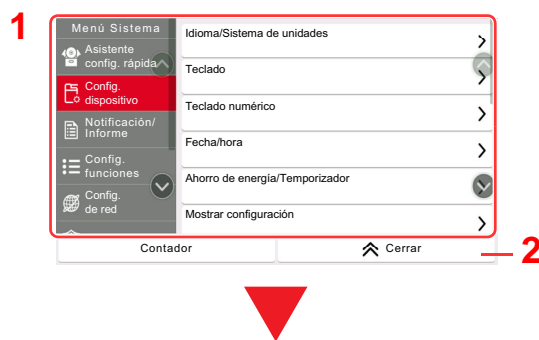 1
Menú Sistema
Asistente
config. rápida
Config.
dispositivo
Notificación/
Informe
Config.
funciones
Config.
de red
Idioma/Sistema de unidades
Teclado
Teclado numérico
Fecha/hora
Ahorro de energía/Temporizador
Mostrar configuración
Contador
Cerrar
2